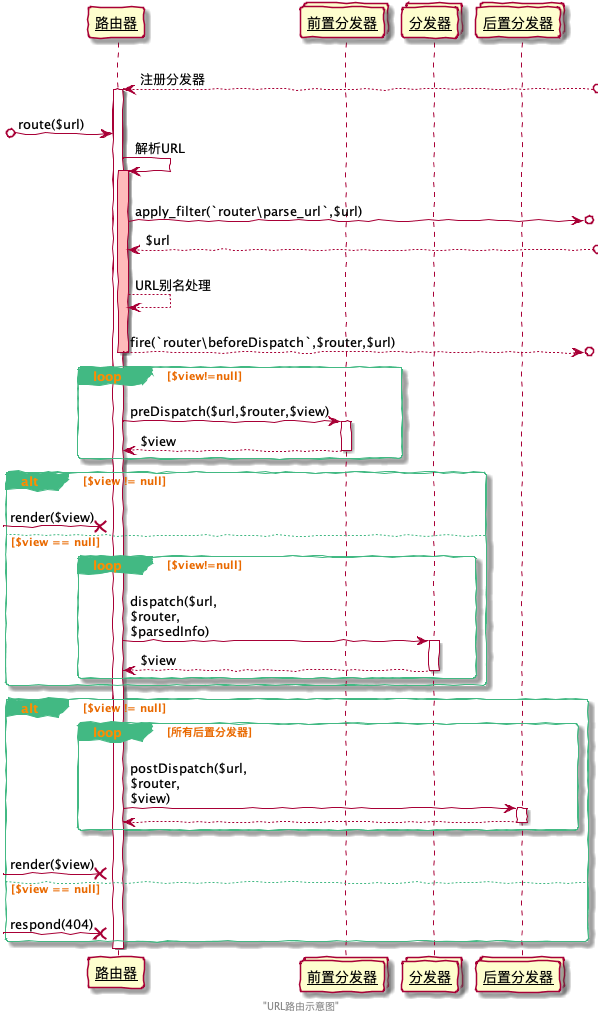 路由器 前置分发器 分发器 后置分发器
注册分发器
route($url)
解析URL
apply_filter(`router\parse_url`,$url)
$url
URL别名处理
fire(`router\beforeDispatch`,$router,$url)
loop [$view!=null]
preDispatch($url,$router,$view)
$view
alt [$view != null]
render($view)
[$view == null]
loop [$view!=null]
dispatch($url,
$router,
$parsedInfo)
$view
alt [$view != null]
loop [所有后置分发器]
postDispatch($url,
$router,
$view)
render($view)
[$view == null]
respond(404)
路由器 前置分发器 分发器 后置分发器
"URL路由示意图"